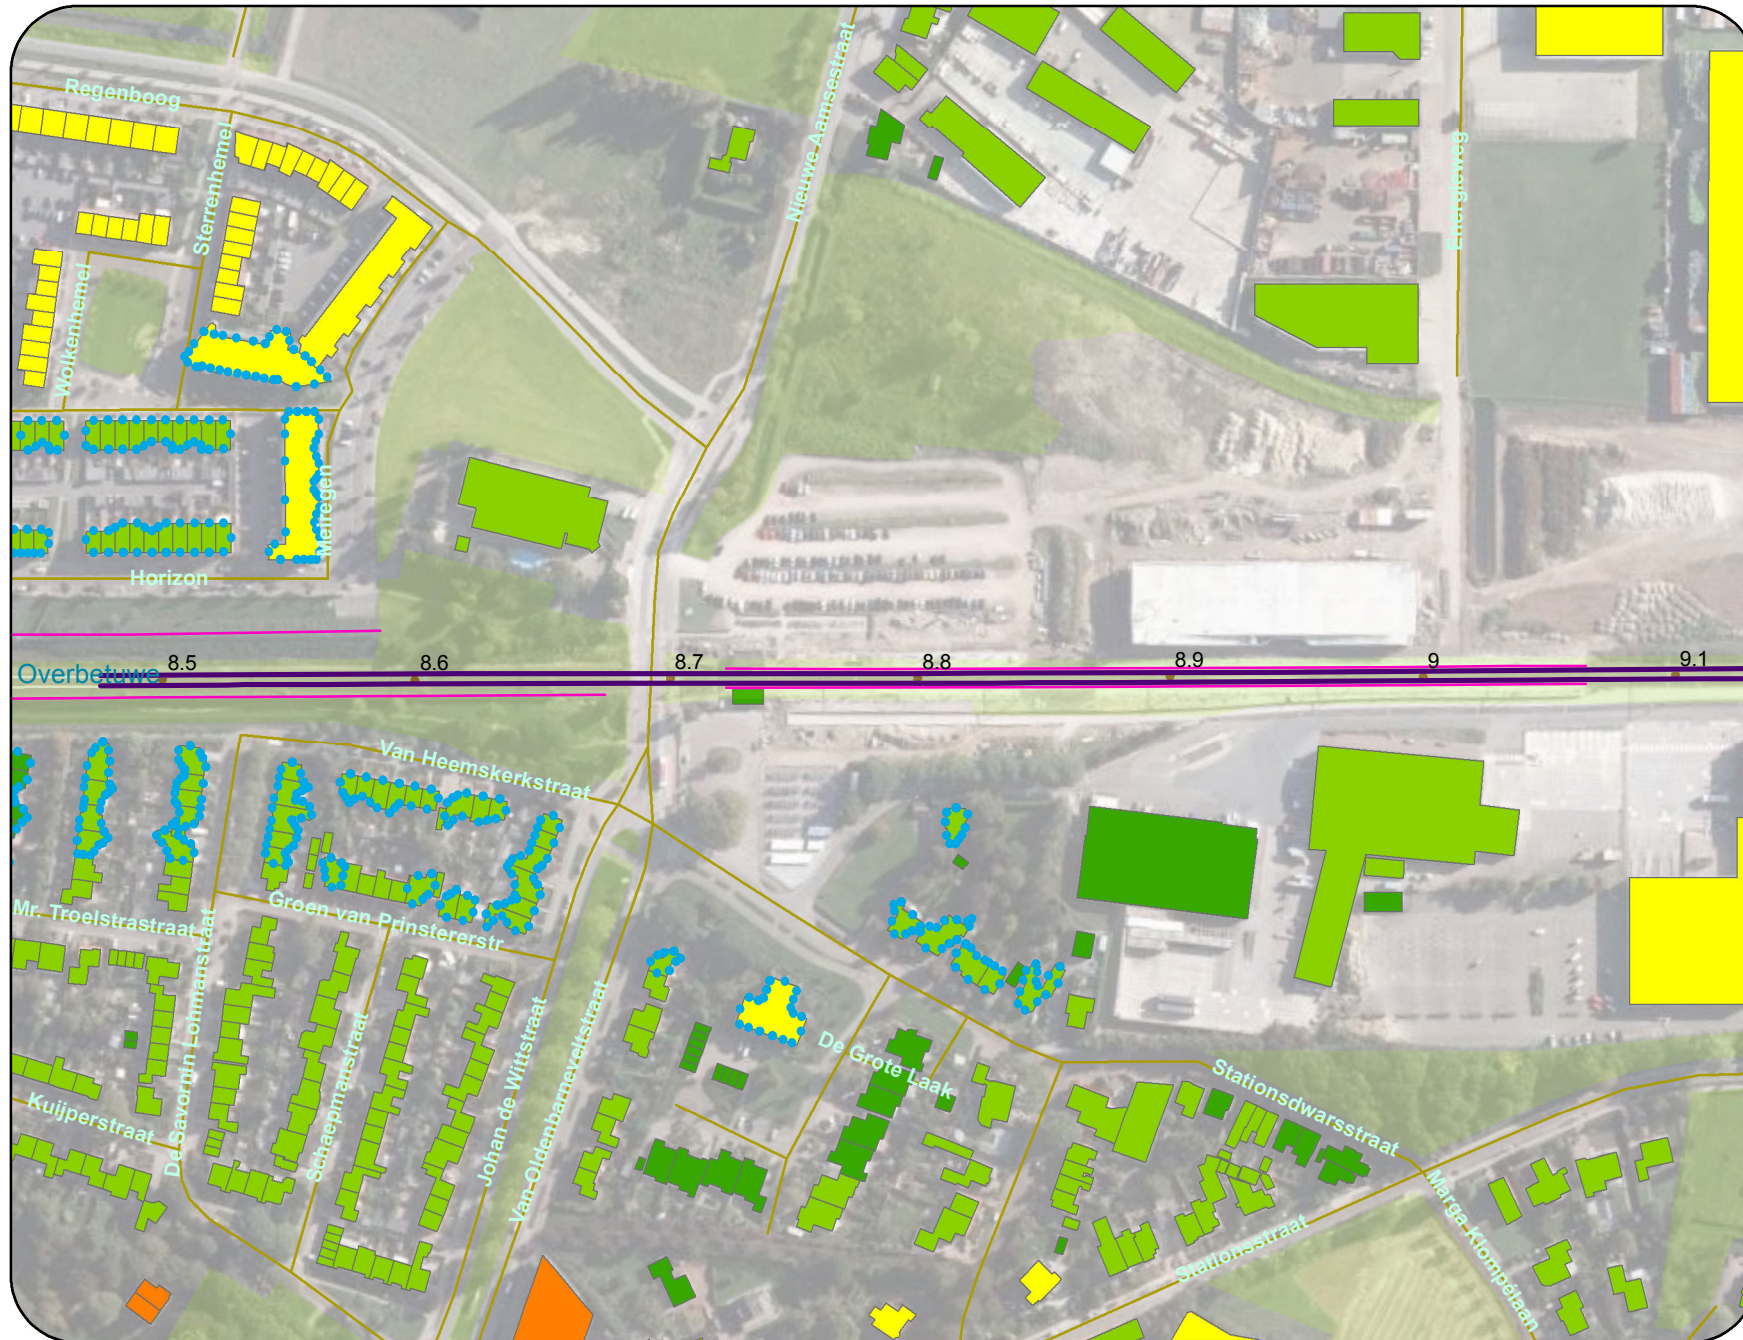 Regenboog
Sterrenhemel
Wolkenhemel
Nieuwe Aamsestraat
Energieweg
Meiregen
Horizon
Overbetuwe
8.5
8.6
8.7
8.8
8.9
9
9.1
Van Heemskerkstraat
Mr. Troelstrastraat
Groen van Prinstererstr
De Savornin Lohmanstraat
Schaepmanstraat
Johan de Wittstraat
Van Oldenbarneveltstraat
Kuijperstraat
De Grote Laak
Stationsdwarsstraat
Stationsstraat
Marga Klompélaan